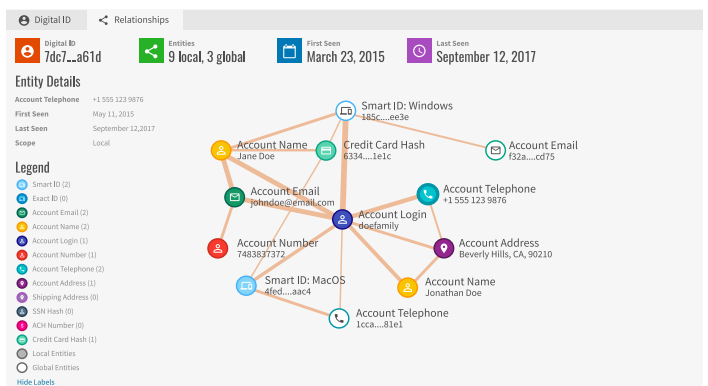 Digital ID
Relationships
Digital ID
7dc7__a61d
Entities
9 local, 3 global
First Seen
March 23, 2015
Last Seen
September 12, 2017
Entity Details
Account Telephone +1 555 123 9876
First Seen May 11, 2015
Last Seen September 12,2017
Scope Local
Legend
Smart ID (2)
Exact ID (0)
Account Email (2)
Account Name (2)
Account Login (1)
Account Number (1)
Account Telephone (2)
Account Address (1)
Shipping Address (0)
SSN Hash (0)
ACH Number (0)
Credit Card Hash (1)
Local Entities
Global Entities
Hide Labels
Smart ID: Windows
185c....ee3e
Account Name
Jane Doe
Credit Card Hash
6334....1e1c
Account Email
f32a....cd75
Account Email
johndoe@email.com
Account Telephone
+1 555 123 9876
Account Login
doefamily
Account Number
7483837372
Account Address
Beverly Hills, CA, 90210
Smart ID: MacOS
4fed....aac4
Account Name
Jonathan Doe
Account Telephone
1cca....81e1